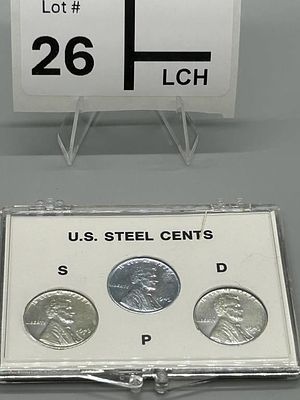 Lot #
26
LCH
U.S. STEEL CENTS
S D
P